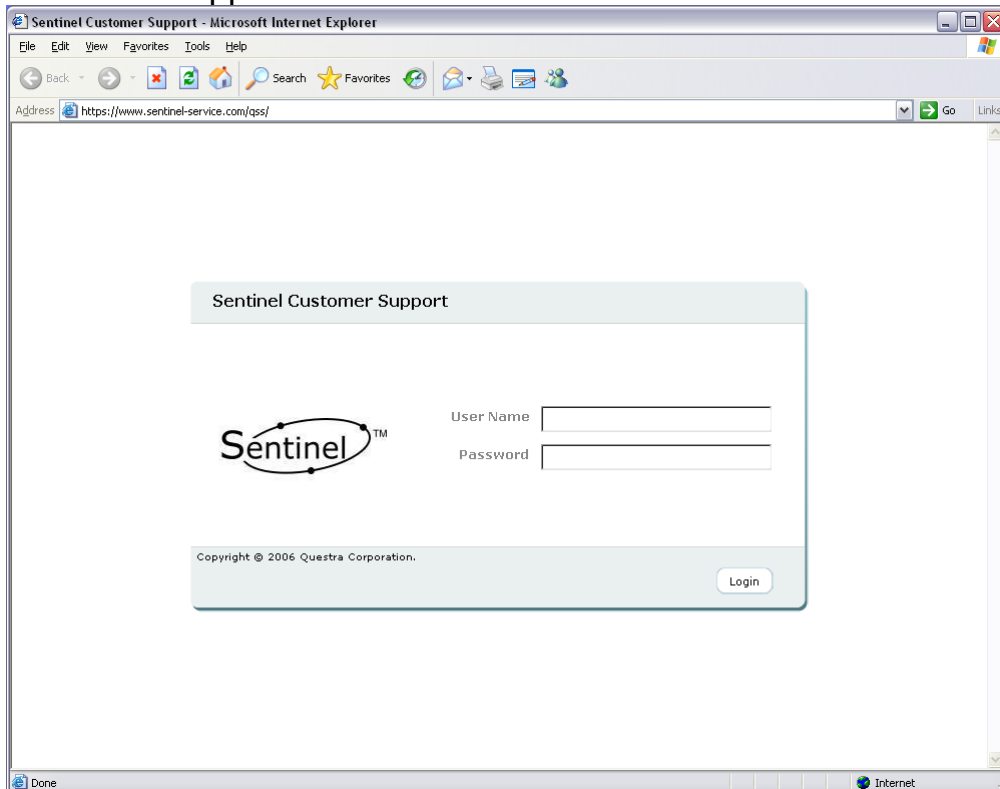 Sentinel Customer Support - Microsoft Internet Explorer
File Edit View Favorites Tools Help
Back Search Favorites
Address https://www.sentinel-service.com/qss/ Go Links
Sentinel Customer Support
User Name
Sentinel™
Password
Copyright © 2006 Questra Corporation.
Login
Done Internet